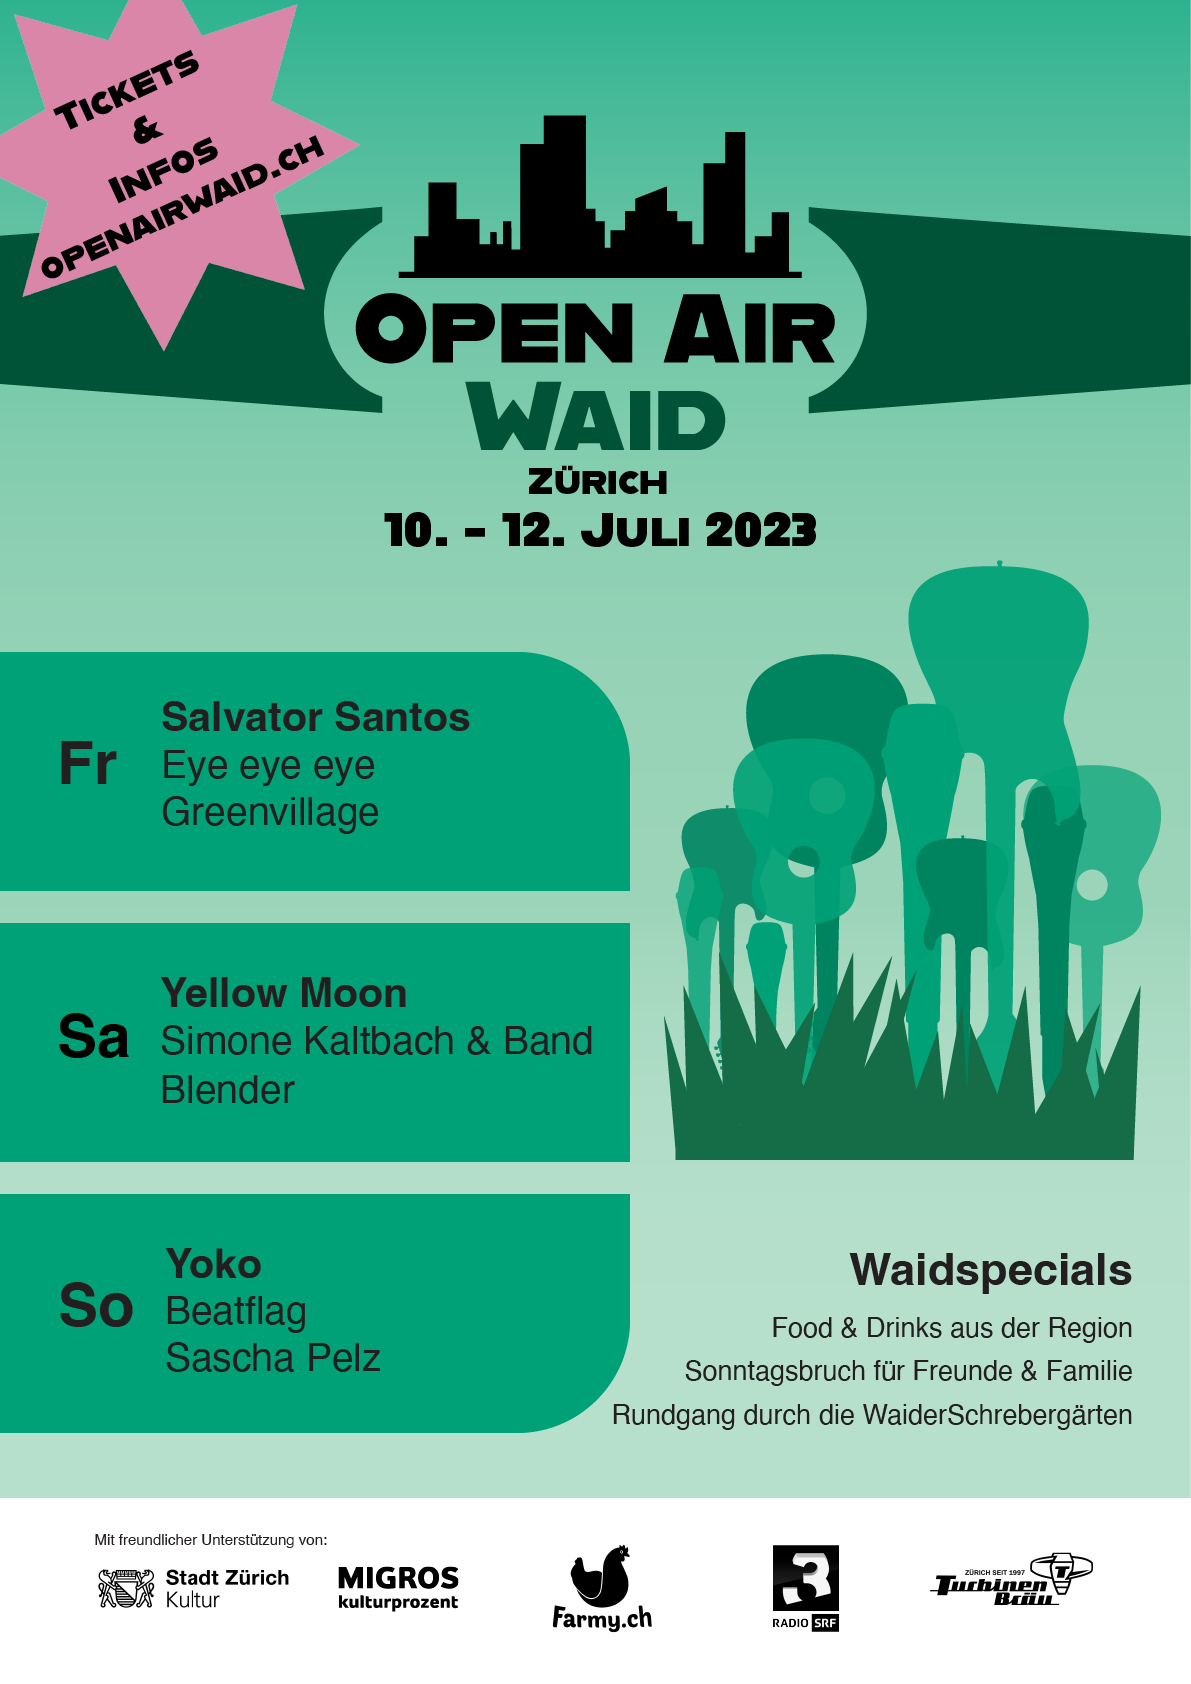 Tickets
&
Infos
openairwaid.ch
Open Air
Waid
Zürich
10. - 12. Juli 2023
Fr
Salvator Santos
Eye eye eye
Greenvillage
Sa
Yellow Moon
Simone Kaltbach & Band
Blender
So
Yoko
Beatflag
Sascha Pelz
Waidspecials
Food & Drinks aus der Region
Sonntagsbruch für Freunde & Familie
Rundgang durch die WaiderSchrebergärten
Mit freundlicher Unterstützung von:
Stadt Zürich
Kultur
MIGROS
kulturprozent
Farmy.ch
3
RADIO SRF
ZÜRICH SEIT 1997
T
Turbinen
Bräu